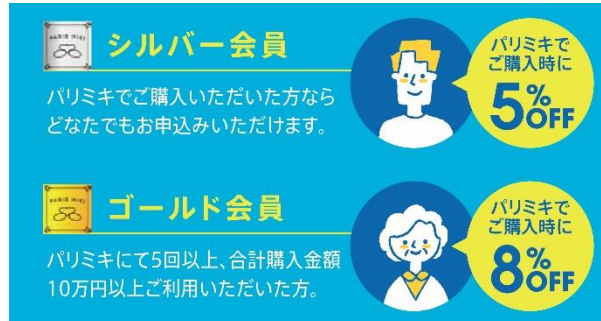 PARIS MIKI
シルバー会員
パリミキでご購入いただいた方なら
どなたでもお申込みいただけます。
パリミキで
ご購入時に
5%OFF
PARIS MIKI
ゴールド会員
パリミキにて5回以上、合計購入金額
10万円以上ご利用いただいた方。
パリミキで
ご購入時に
8%OFF